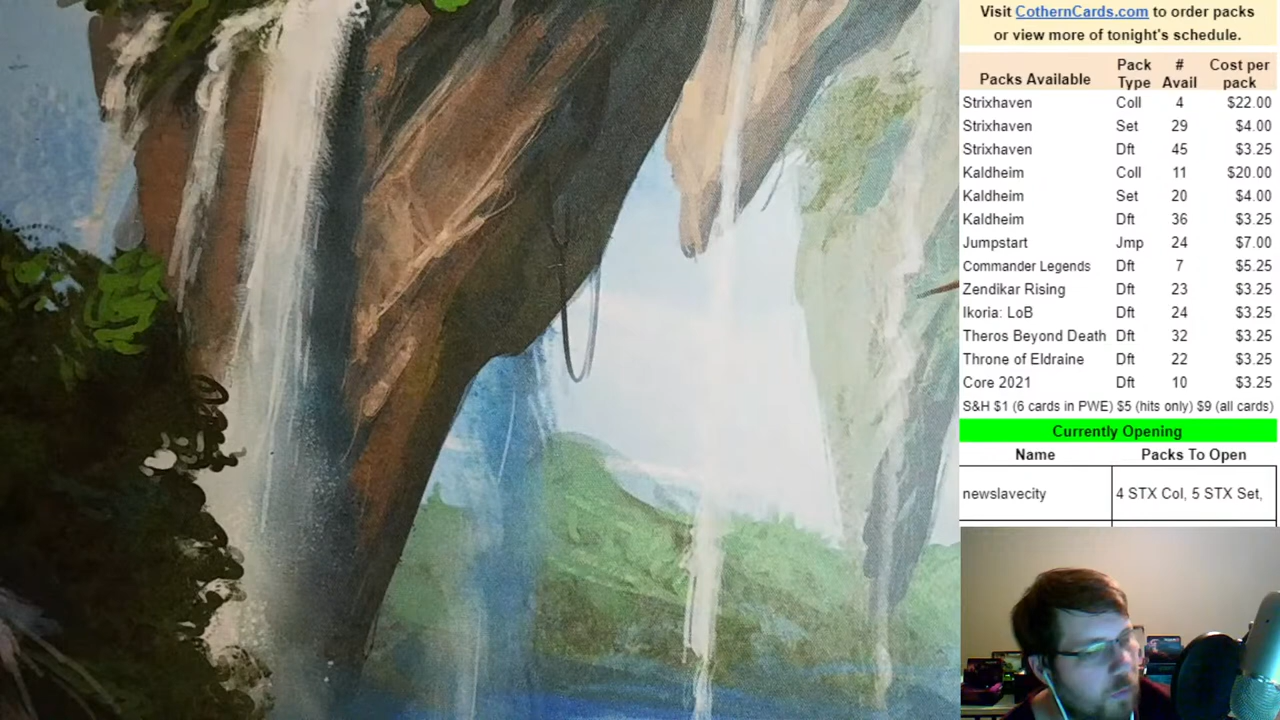 Visit CothernCards.com to order packs
or view more of tonight's schedule.
Packs Available Pack Type # Avail Cost per pack
Strixhaven Coll 4 $22.00
Strixhaven Set 29 $4.00
Strixhaven Dft 45 $3.25
Kaldheim Coll 11 $20.00
Kaldheim Set 20 $4.00
Kaldheim Dft 36 $3.25
Jumpstart Jmp 24 $7.00
Commander Legends Dft 7 $5.25
Zendikar Rising Dft 23 $3.25
Ikoria: LoB Dft 24 $3.25
Theros Beyond Death Dft 32 $3.25
Throne of Eldraine Dft 22 $3.25
Core 2021 Dft 10 $3.25
S&H $1 (6 cards in PWE) $5 (hits only) $9 (all cards)
Currently Opening
Name Packs To Open
newslavecity 4 STX Col, 5 STX Set,